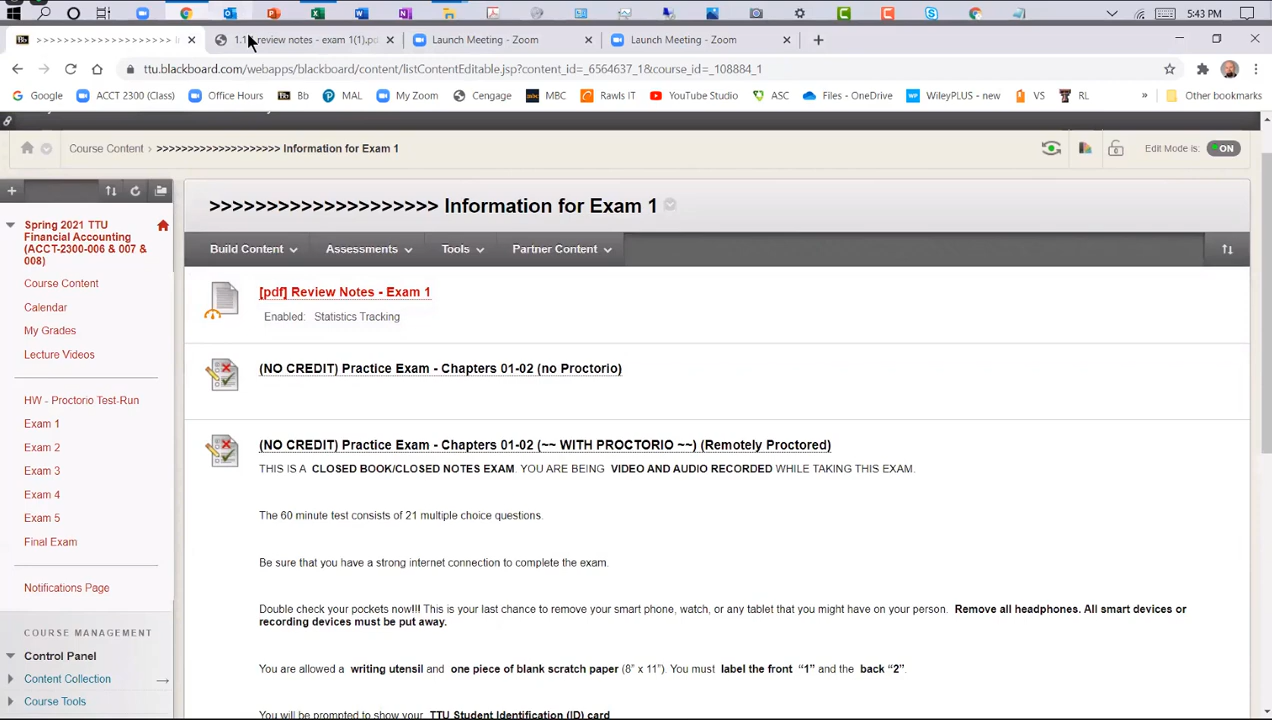 5:43 PM
>>>>>>>>>>>>>>>>>>> I
review notes - exam 1(1).pd
Launch Meeting - Zoom
Launch Meeting - Zoom
ttu.blackboard.com/webapps/blackboard/content/listContentEditable.jsp?content_id=_6564637_1&course_id=_108884_1
Google
ACCT 2300 (Class)
Office Hours
Bb
MAL
My Zoom
Cengage
MBC
Rawls IT
YouTube Studio
ASC
Files - OneDrive
WileyPLUS - new
VS
RL
»
Other bookmarks
Course Content > >>>>>>>>>>>>>>>>>>>> Information for Exam 1
Edit Mode is: ON
>>>>>>>>>>>>>>>>>>>> Information for Exam 1
Build Content
Assessments
Tools
Partner Content
Spring 2021 TTU
Financial Accounting
(ACCT-2300-006 & 007 &
008)
Course Content
Calendar
My Grades
Lecture Videos
HW - Proctorio Test-Run
Exam 1
Exam 2
Exam 3
Exam 4
Exam 5
Final Exam
Notifications Page
COURSE MANAGEMENT
Control Panel
Content Collection
Course Tools
[pdf] Review Notes - Exam 1
Enabled: Statistics Tracking
(NO CREDIT) Practice Exam - Chapters 01-02 (no Proctorio)
(NO CREDIT) Practice Exam - Chapters 01-02 (~~ WITH PROCTORIO ~~) (Remotely Proctored)
THIS IS A CLOSED BOOK/CLOSED NOTES EXAM. YOU ARE BEING VIDEO AND AUDIO RECORDED WHILE TAKING THIS EXAM.
The 60 minute test consists of 21 multiple choice questions.
Be sure that you have a strong internet connection to complete the exam.
Double check your pockets now!!! This is your last chance to remove your smart phone, watch, or any tablet that you might have on your person. Remove all headphones. All smart devices or
recording devices must be put away.
You are allowed a writing utensil and one piece of blank scratch paper (8" x 11"). You must label the front “1” and the back “2”.
You will be prompted to show your TTU Student Identification (ID) card